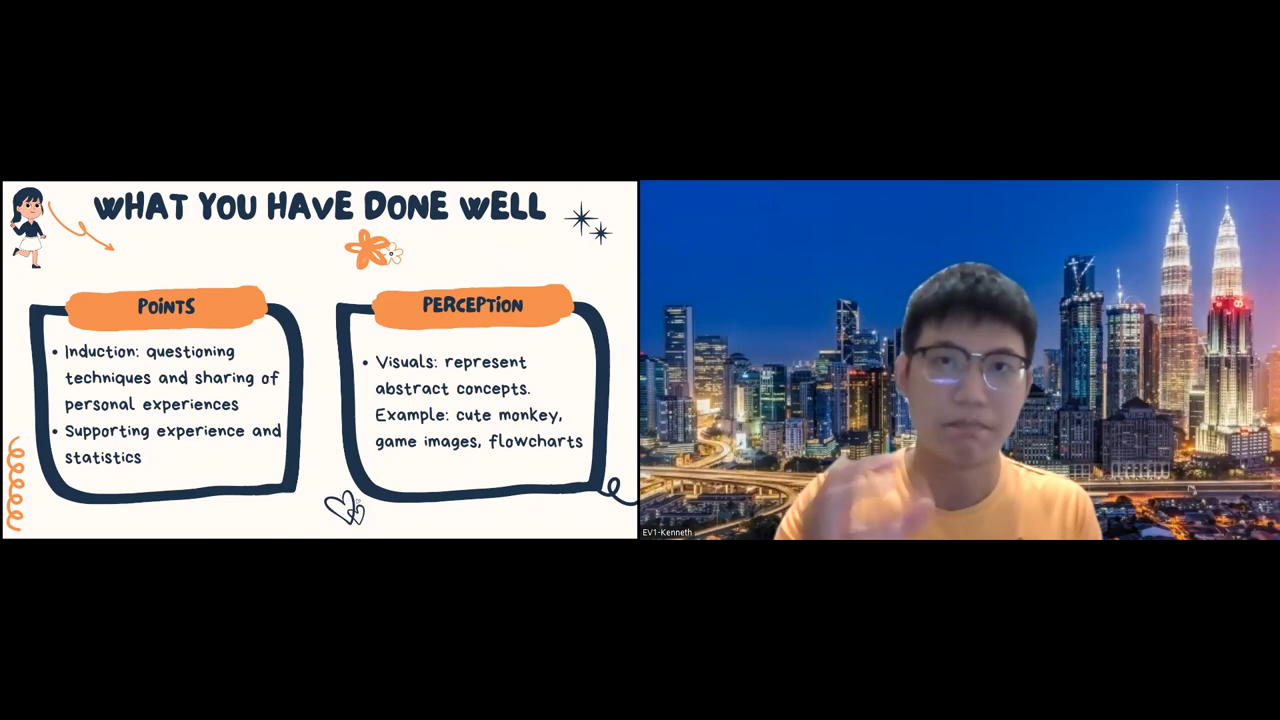 WHAT YOU HAVE DONE WELL
POINTS
Induction: questioning
techniques and sharing of
personal experiences
Supporting experience and
statistics
PERCEPTION
Visuals: represent
abstract concepts.
Example: cute monkey,
game images, flowcharts
EV1-Kenneth